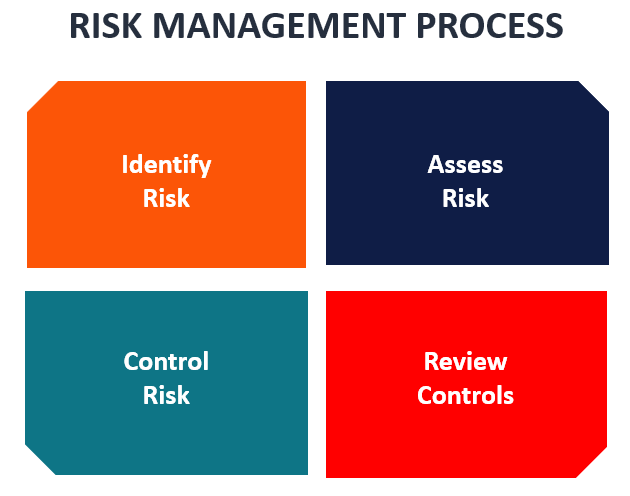 RISK MANAGEMENT PROCESS
Identify
Risk
Assess
Risk
Control
Risk
Review
Controls